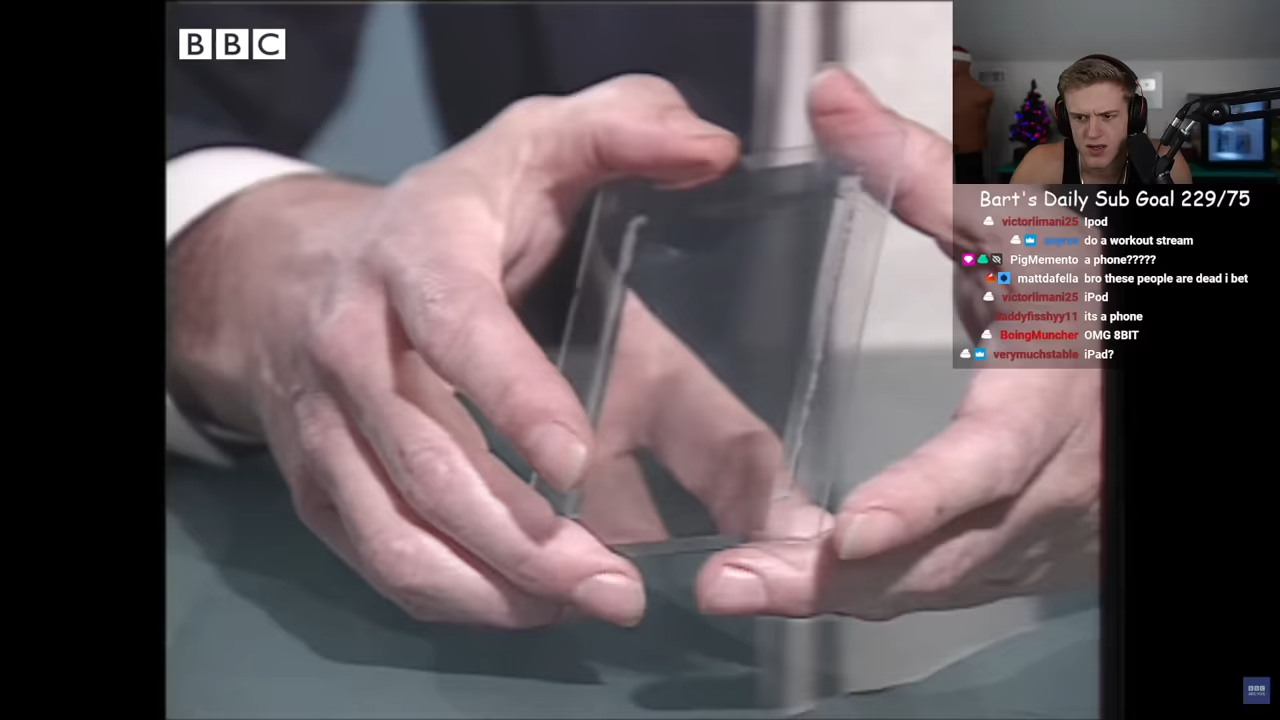 BBC
Bart's Daily Sub Goal 229/75
victorlimani25 Ipod
do a workout stream
PigMemento a phone?????
mattdafella bro these people are dead i bet
victorlimani25 iPod
daddyfisshyy11 its a phone
BoingMuncher OMG 8BIT
verymuchstable iPad?
BBC